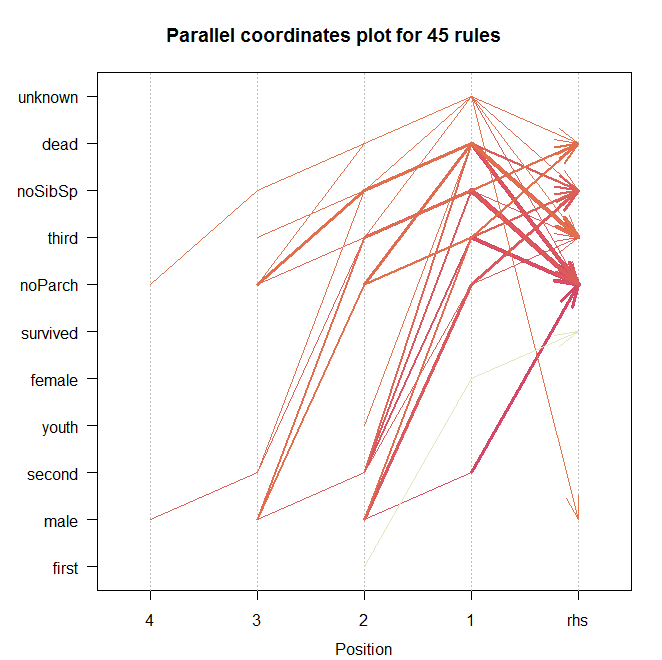 Parallel coordinates plot for 45 rules
unknown
dead
noSibSp
third
noParch
survived
female
youth
second
male
first
4 3 2 1 rhs
Position